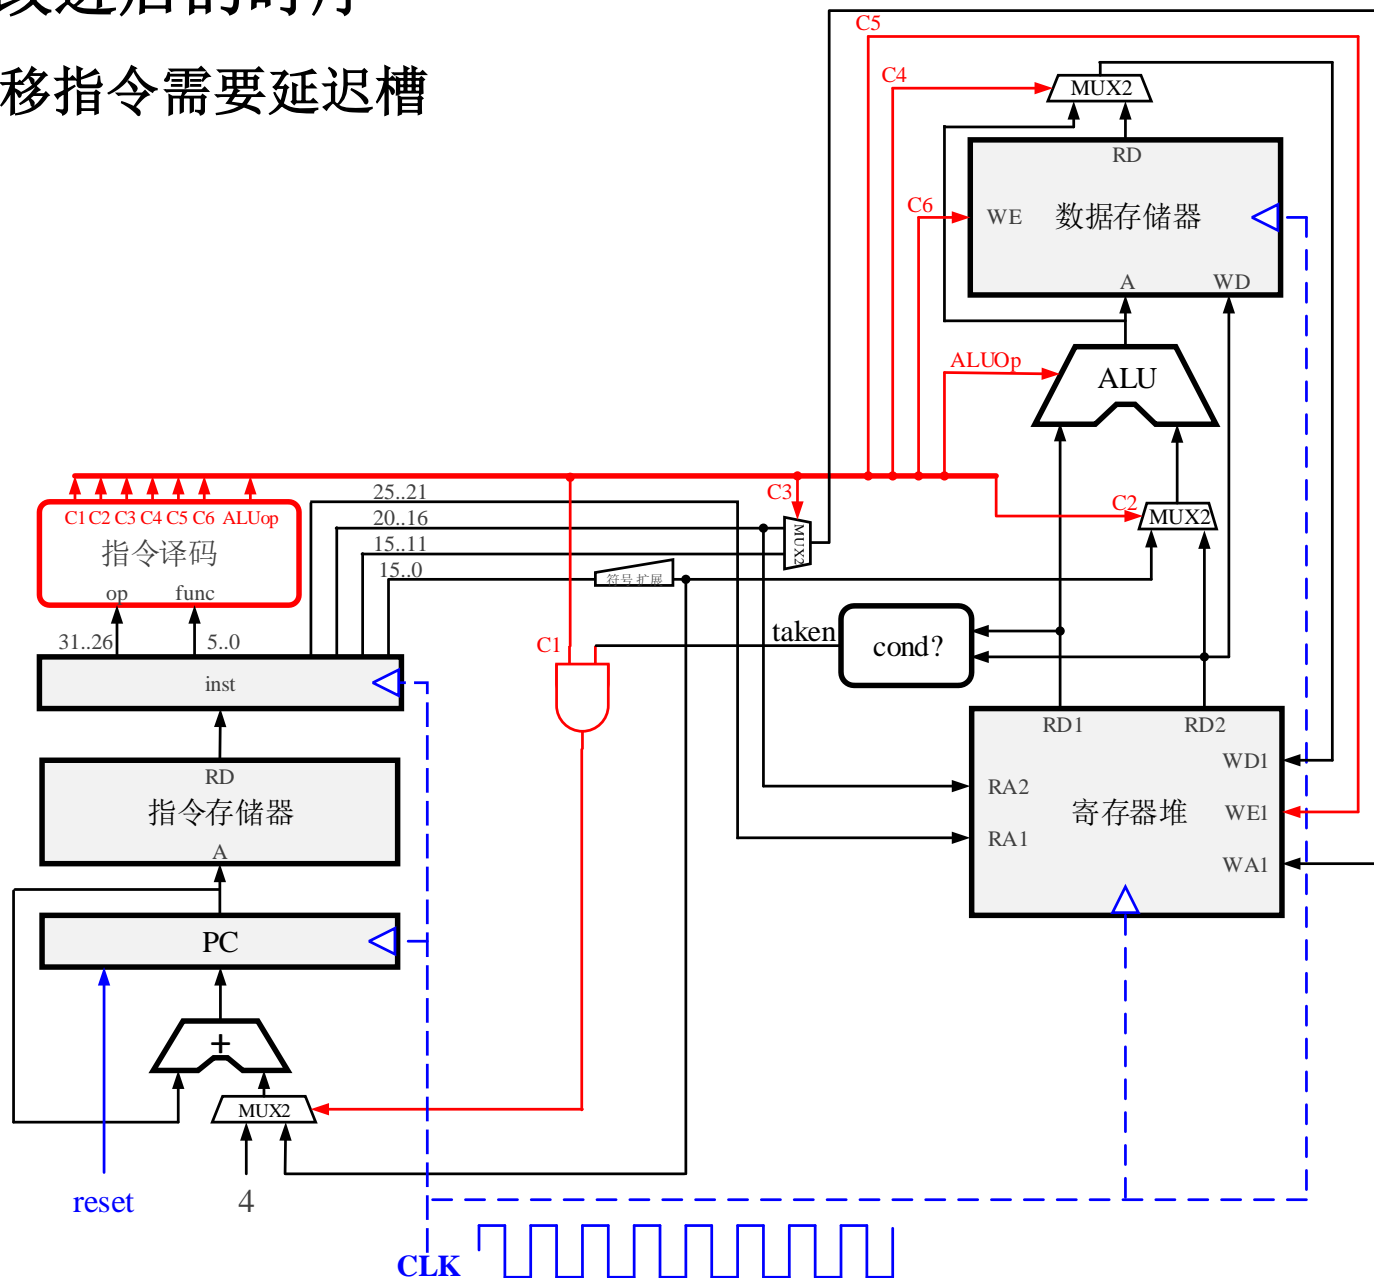 移指令需要延迟槽
C5
C4
MUX2
RD
C6
WE
数据存储器
A
WD
ALUOp
ALU
25..21
C3
C2
C1 C2 C3 C4 C5 C6 ALUop
20..16
MUX2
MUX2
指令译码
15..11
15..0
符号扩展
op
func
taken
cond?
31..26
5..0
C1
inst
RD1
RD2
WD1
RD
RA2
指令存储器
寄存器堆
WE1
RA1
A
WA1
PC
+
MUX2
reset
4
CLK